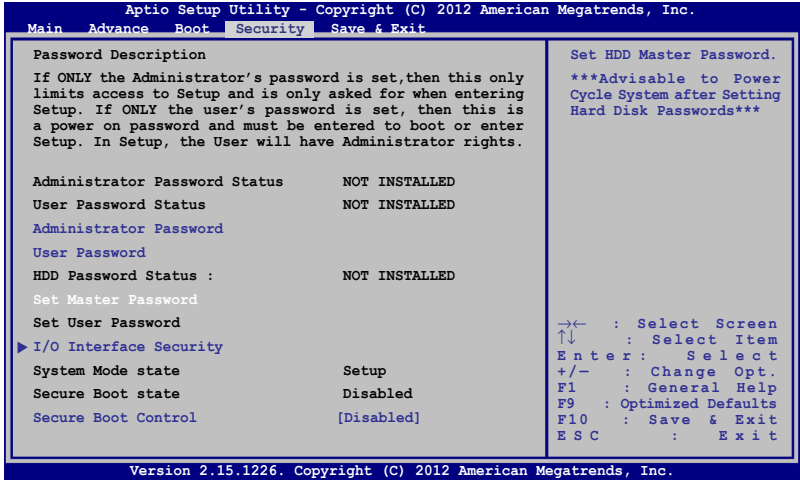 Aptio Setup Utility - Copyright (C) 2012 American Megatrends, Inc.
Main Advance Boot Security Save & Exit
Password Description
If ONLY the Administrator's password is set,then this only
limits access to Setup and is only asked for when entering
Setup. If ONLY the user's password is set, then this is
a power on password and must be entered to boot or enter
Setup. In Setup, the User will have Administrator rights.
Administrator Password Status NOT INSTALLED
User Password Status NOT INSTALLED
Administrator Password
User Password
HDD Password Status : NOT INSTALLED
Set Master Password
Set User Password
I/O Interface Security
System Mode state Setup
Secure Boot state Disabled
Secure Boot Control [Disabled]
Set HDD Master Password.
***Advisable to Power
Cycle System after Setting
Hard Disk Passwords***
→← : Select Screen
↑↓ : Select Item
Enter: Select
+/— : Change Opt.
F1 : General Help
F9 : Optimized Defaults
F10 : Save & Exit
ESC : Exit
Version 2.15.1226. Copyright (C) 2012 American Megatrends, Inc.